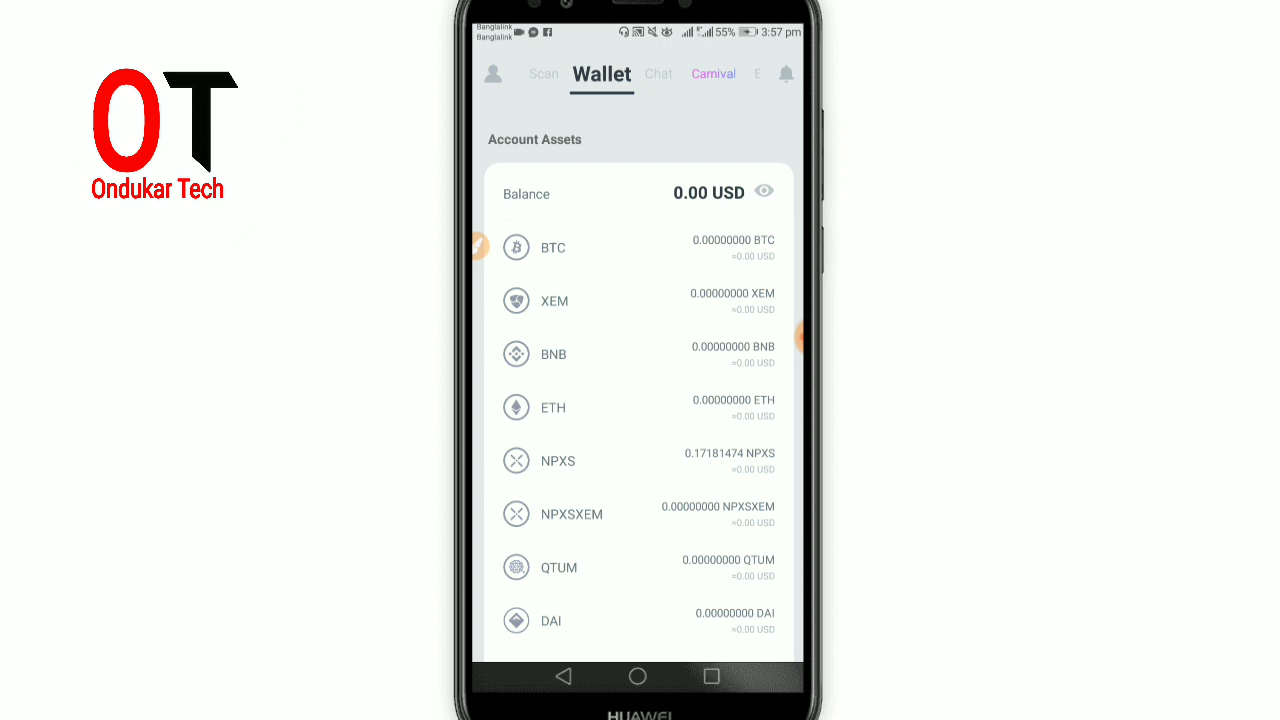 OT
Ondukar Tech
Banglalink
Banglalink
55% 3:57 pm
Scan Wallet Chat Carnival E
Account Assets
Balance 0.00 USD
BTC 0.00000000 BTC
≈0.00 USD
XEM 0.00000000 XEM
≈0.00 USD
BNB 0.00000000 BNB
≈0.00 USD
ETH 0.00000000 ETH
≈0.00 USD
NPXS 0.17181474 NPXS
≈0.00 USD
NPXSXEM 0.00000000 NPXSXEM
≈0.00 USD
QTUM 0.00000000 QTUM
≈0.00 USD
DAI 0.00000000 DAI
≈0.00 USD
HUAWEI